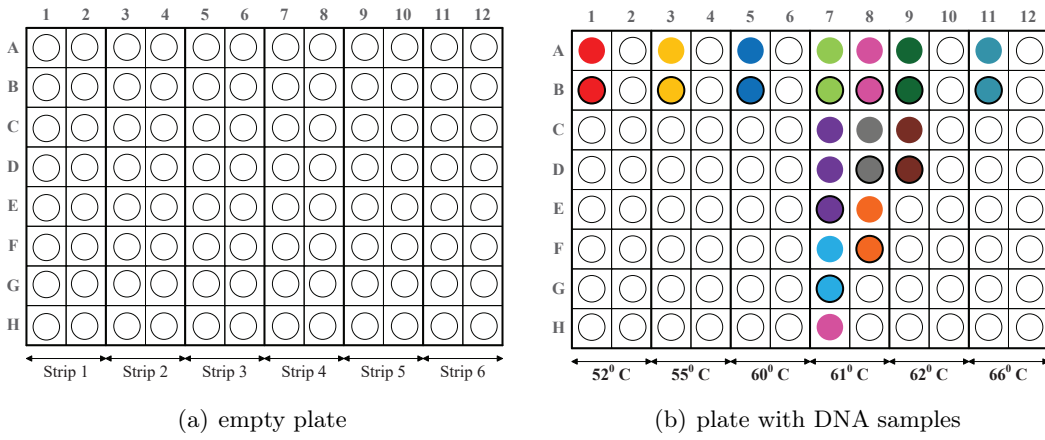 1 2 3 4 5 6 7 8 9 10 11 12
A
B
C
D
E
F
G
H
Strip 1 Strip 2 Strip 3 Strip 4 Strip 5 Strip 6
(a) empty plate
1 2 3 4 5 6 7 8 9 10 11 12
A
B
C
D
E
F
G
H
52⁰ C 55⁰ C 60⁰ C 61⁰ C 62⁰ C 66⁰ C
(b) plate with DNA samples